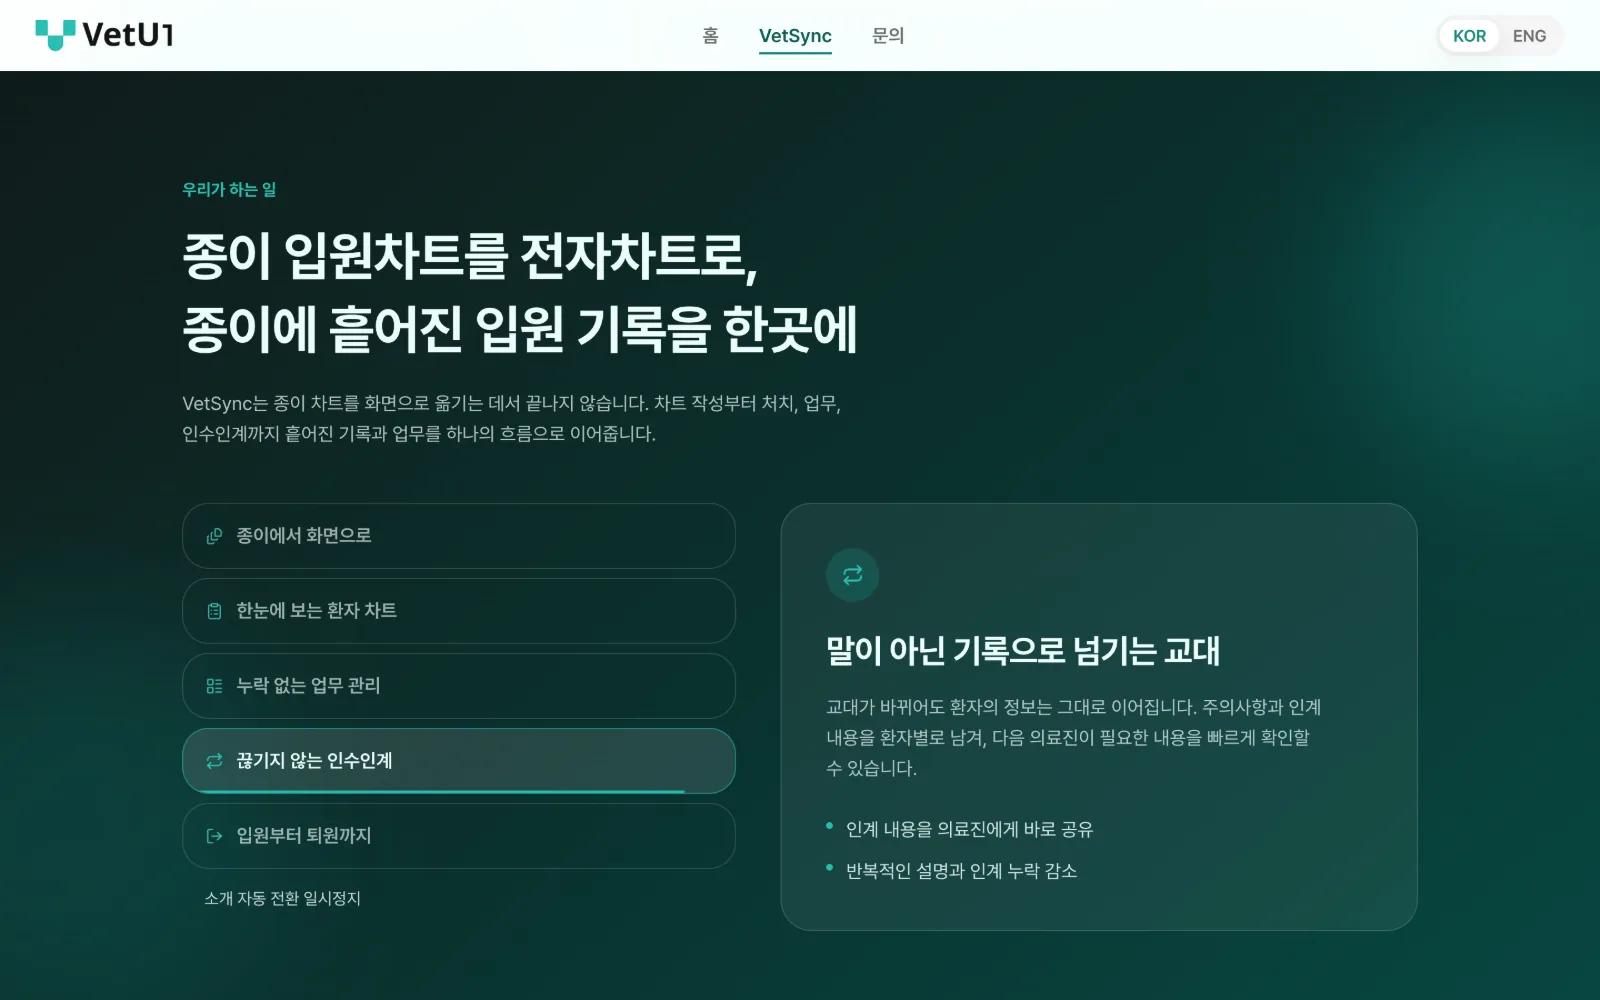 VetU1
홈
VetSync
문의
KOR
ENG
우리가 하는 일
종이 입원차트를 전자차트로,
종이에 흩어진 입원 기록을 한곳에
VetSync는 종이 차트를 화면으로 옮기는 데서 끝나지 않습니다. 차트 작성부터 처치, 업무,
인수인계까지 흩어진 기록과 업무를 하나의 흐름으로 이어줍니다.
종이에서 화면으로
한눈에 보는 환자 차트
누락 없는 업무 관리
끊기지 않는 인수인계
입원부터 퇴원까지
소개 자동 전환 일시정지
말이 아닌 기록으로 넘기는 교대
교대가 바뀌어도 환자의 정보는 그대로 이어집니다. 주의사항과 인계
내용을 환자별로 남겨, 다음 의료진이 필요한 내용을 빠르게 확인할
수 있습니다.
인계 내용을 의료진에게 바로 공유
반복적인 설명과 인계 누락 감소